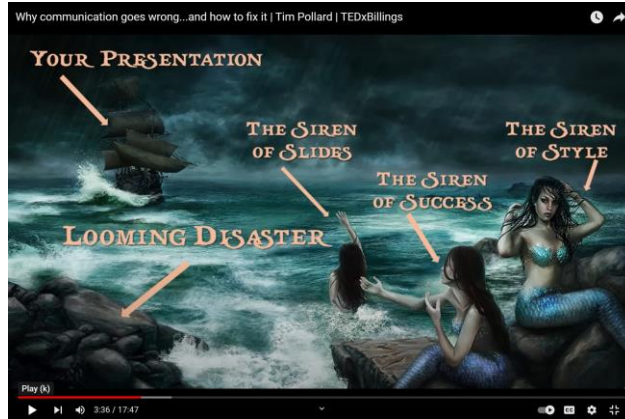 Why communication goes wrong...and how to fix it | Tim Pollard | TEDxBillings
YOUR PRESENTATION
THE SIREN
OF SLIDES
THE SIREN
OF STYLE
THE SIREN
OF SUCCESS
LOOMING DISASTER
Play (k)
3:36 / 17:47
CC